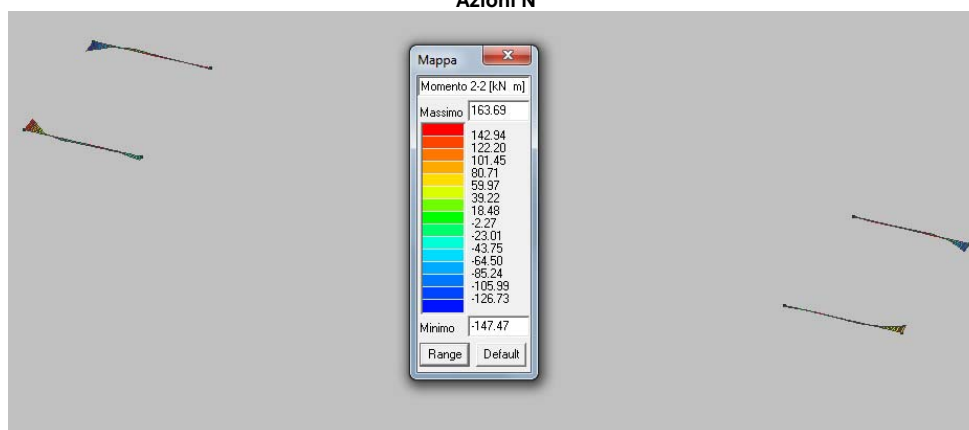 Azioni N
Mappa
Momento 2-2 [kN m]
Massimo 163.69
142.94
122.20
101.45
80.71
59.97
39.22
18.48
-2.27
-23.01
-43.75
-64.50
-85.24
-105.99
-126.73
Minimo -147.47
Range Default